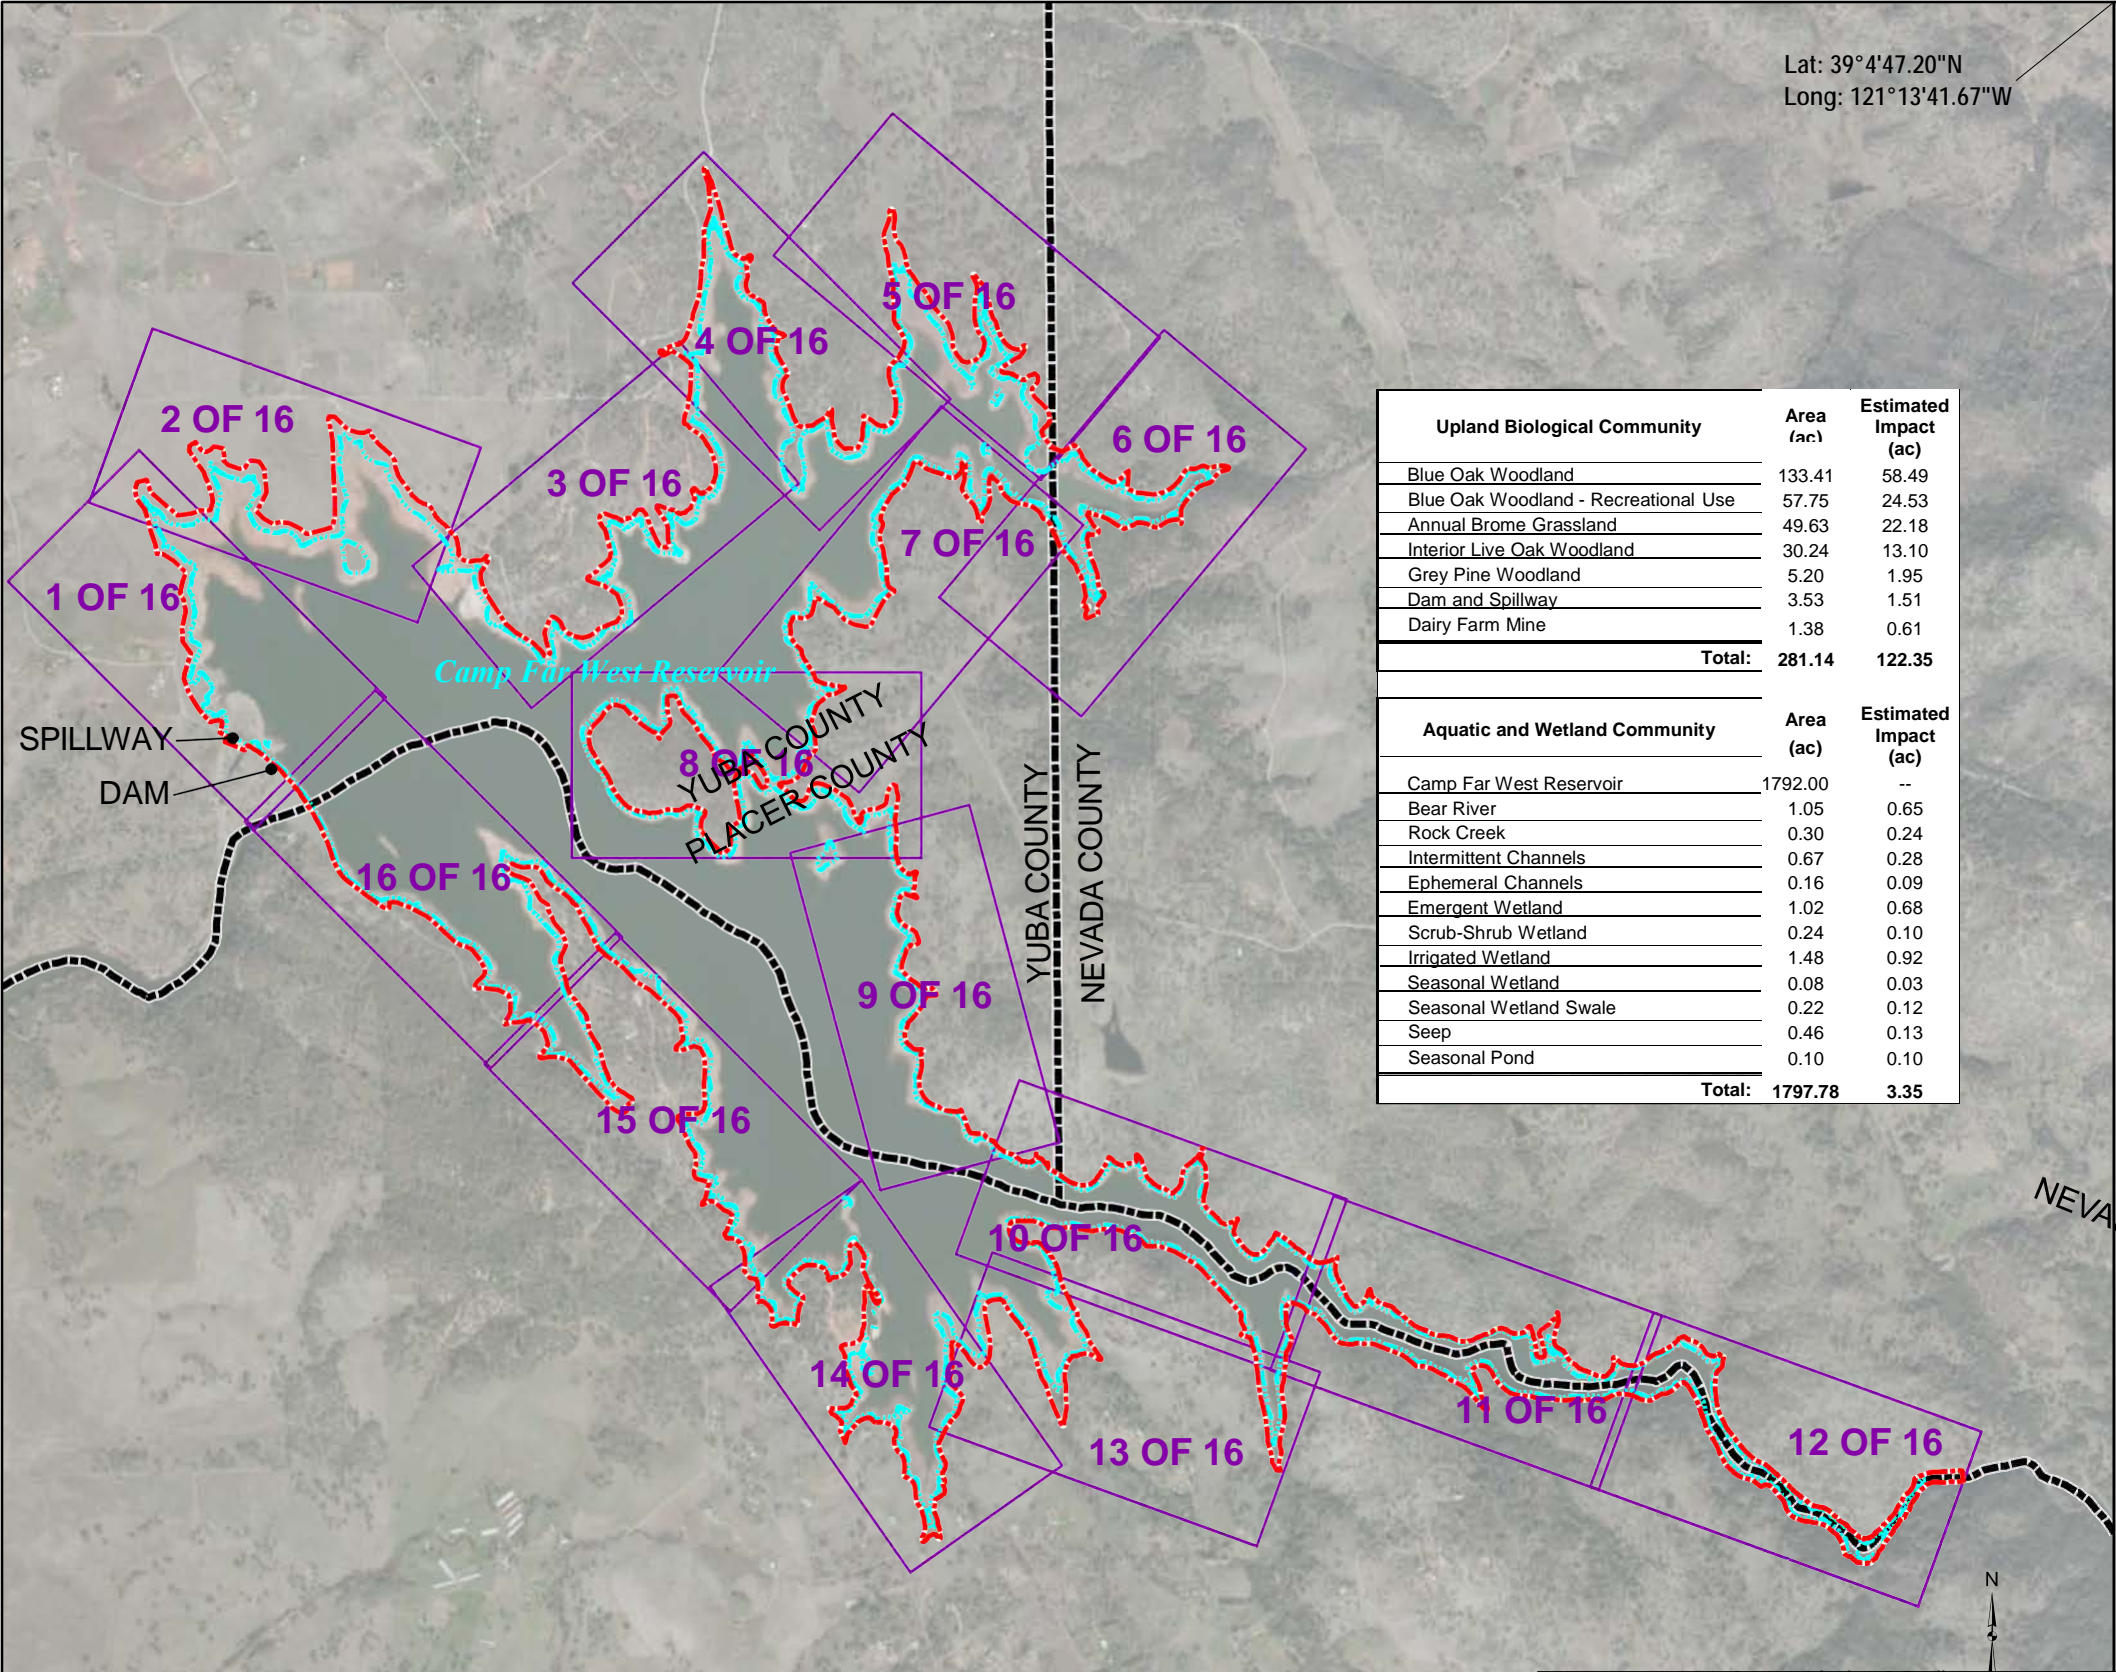 Lat: 39°4'47.20"N
Long: 121°13'41.67"W
5 OF 16
4 OF 16
2 OF 16
6 OF 16
3 OF 16
7 OF 16
1 OF 16
Camp Far West Reservoir
SPILLWAY
DAM
8 OF 16
YUBA COUNTY
PLACER COUNTY
YUBA COUNTY
NEVADA COUNTY
16 OF 16
9 OF 16
15 OF 16
10 OF 16
14 OF 16
11 OF 16
13 OF 16
12 OF 16
NEVA
N
Upland Biological Community Area (ac) Estimated Impact (ac)
Blue Oak Woodland 133.41 58.49
Blue Oak Woodland - Recreational Use 57.75 24.53
Annual Brome Grassland 49.63 22.18
Interior Live Oak Woodland 30.24 13.10
Grey Pine Woodland 5.20 1.95
Dam and Spillway 3.53 1.51
Dairy Farm Mine 1.38 0.61
Total: 281.14 122.35
Aquatic and Wetland Community Area (ac) Estimated Impact (ac)
Camp Far West Reservoir 1792.00 --
Bear River 1.05 0.65
Rock Creek 0.30 0.24
Intermittent Channels 0.67 0.28
Ephemeral Channels 0.16 0.09
Emergent Wetland 1.02 0.68
Scrub-Shrub Wetland 0.24 0.10
Irrigated Wetland 1.48 0.92
Seasonal Wetland 0.08 0.03
Seasonal Wetland Swale 0.22 0.12
Seep 0.46 0.13
Seasonal Pond 0.10 0.10
Total: 1797.78 3.35